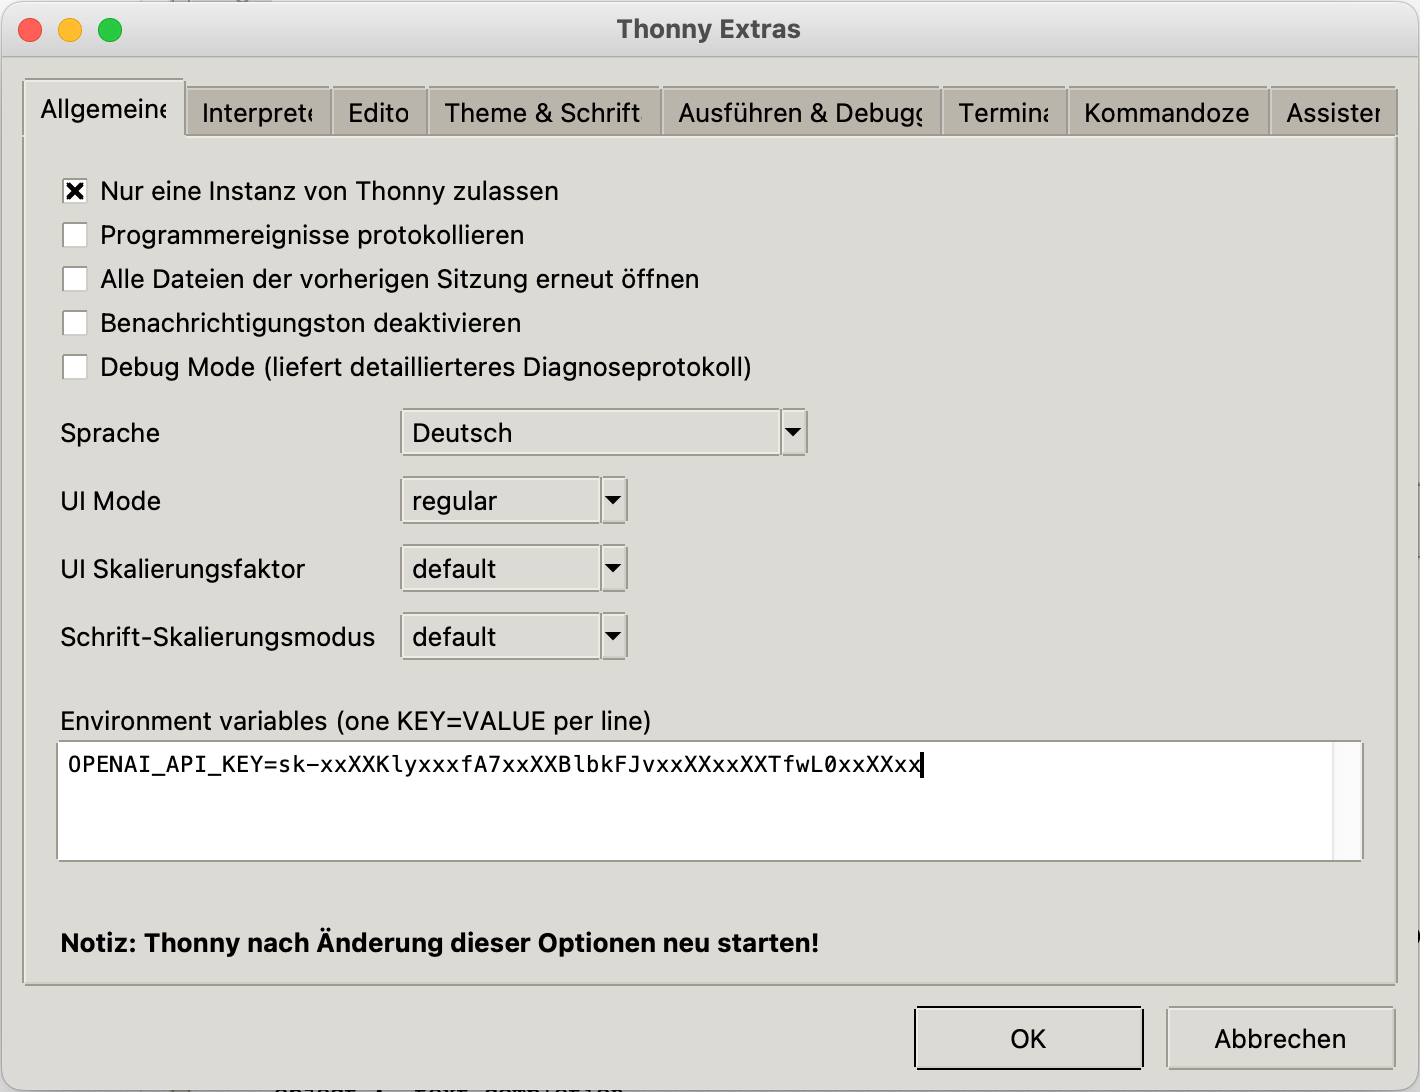 Thonny Extras
Allgemeine Interprete Edito Theme & Schrift Ausführen & Debugg Termina Kommandoze Assister
Nur eine Instanz von Thonny zulassen
Programmereignisse protokollieren
Alle Dateien der vorherigen Sitzung erneut öffnen
Benachrichtigungston deaktivieren
Debug Mode (liefert detaillierteres Diagnoseprotokoll)
Sprache Deutsch
UI Mode regular
UI Skalierungsfaktor default
Schrift-Skalierungsmodus default
Environment variables (one KEY=VALUE per line)
OPENAI_API_KEY=sk-xxXXKlyxxxfA7xxXXBlbkFJvxxXXxxXXTfwL0xxXXxx
Notiz: Thonny nach Änderung dieser Optionen neu starten!
OK Abbrechen